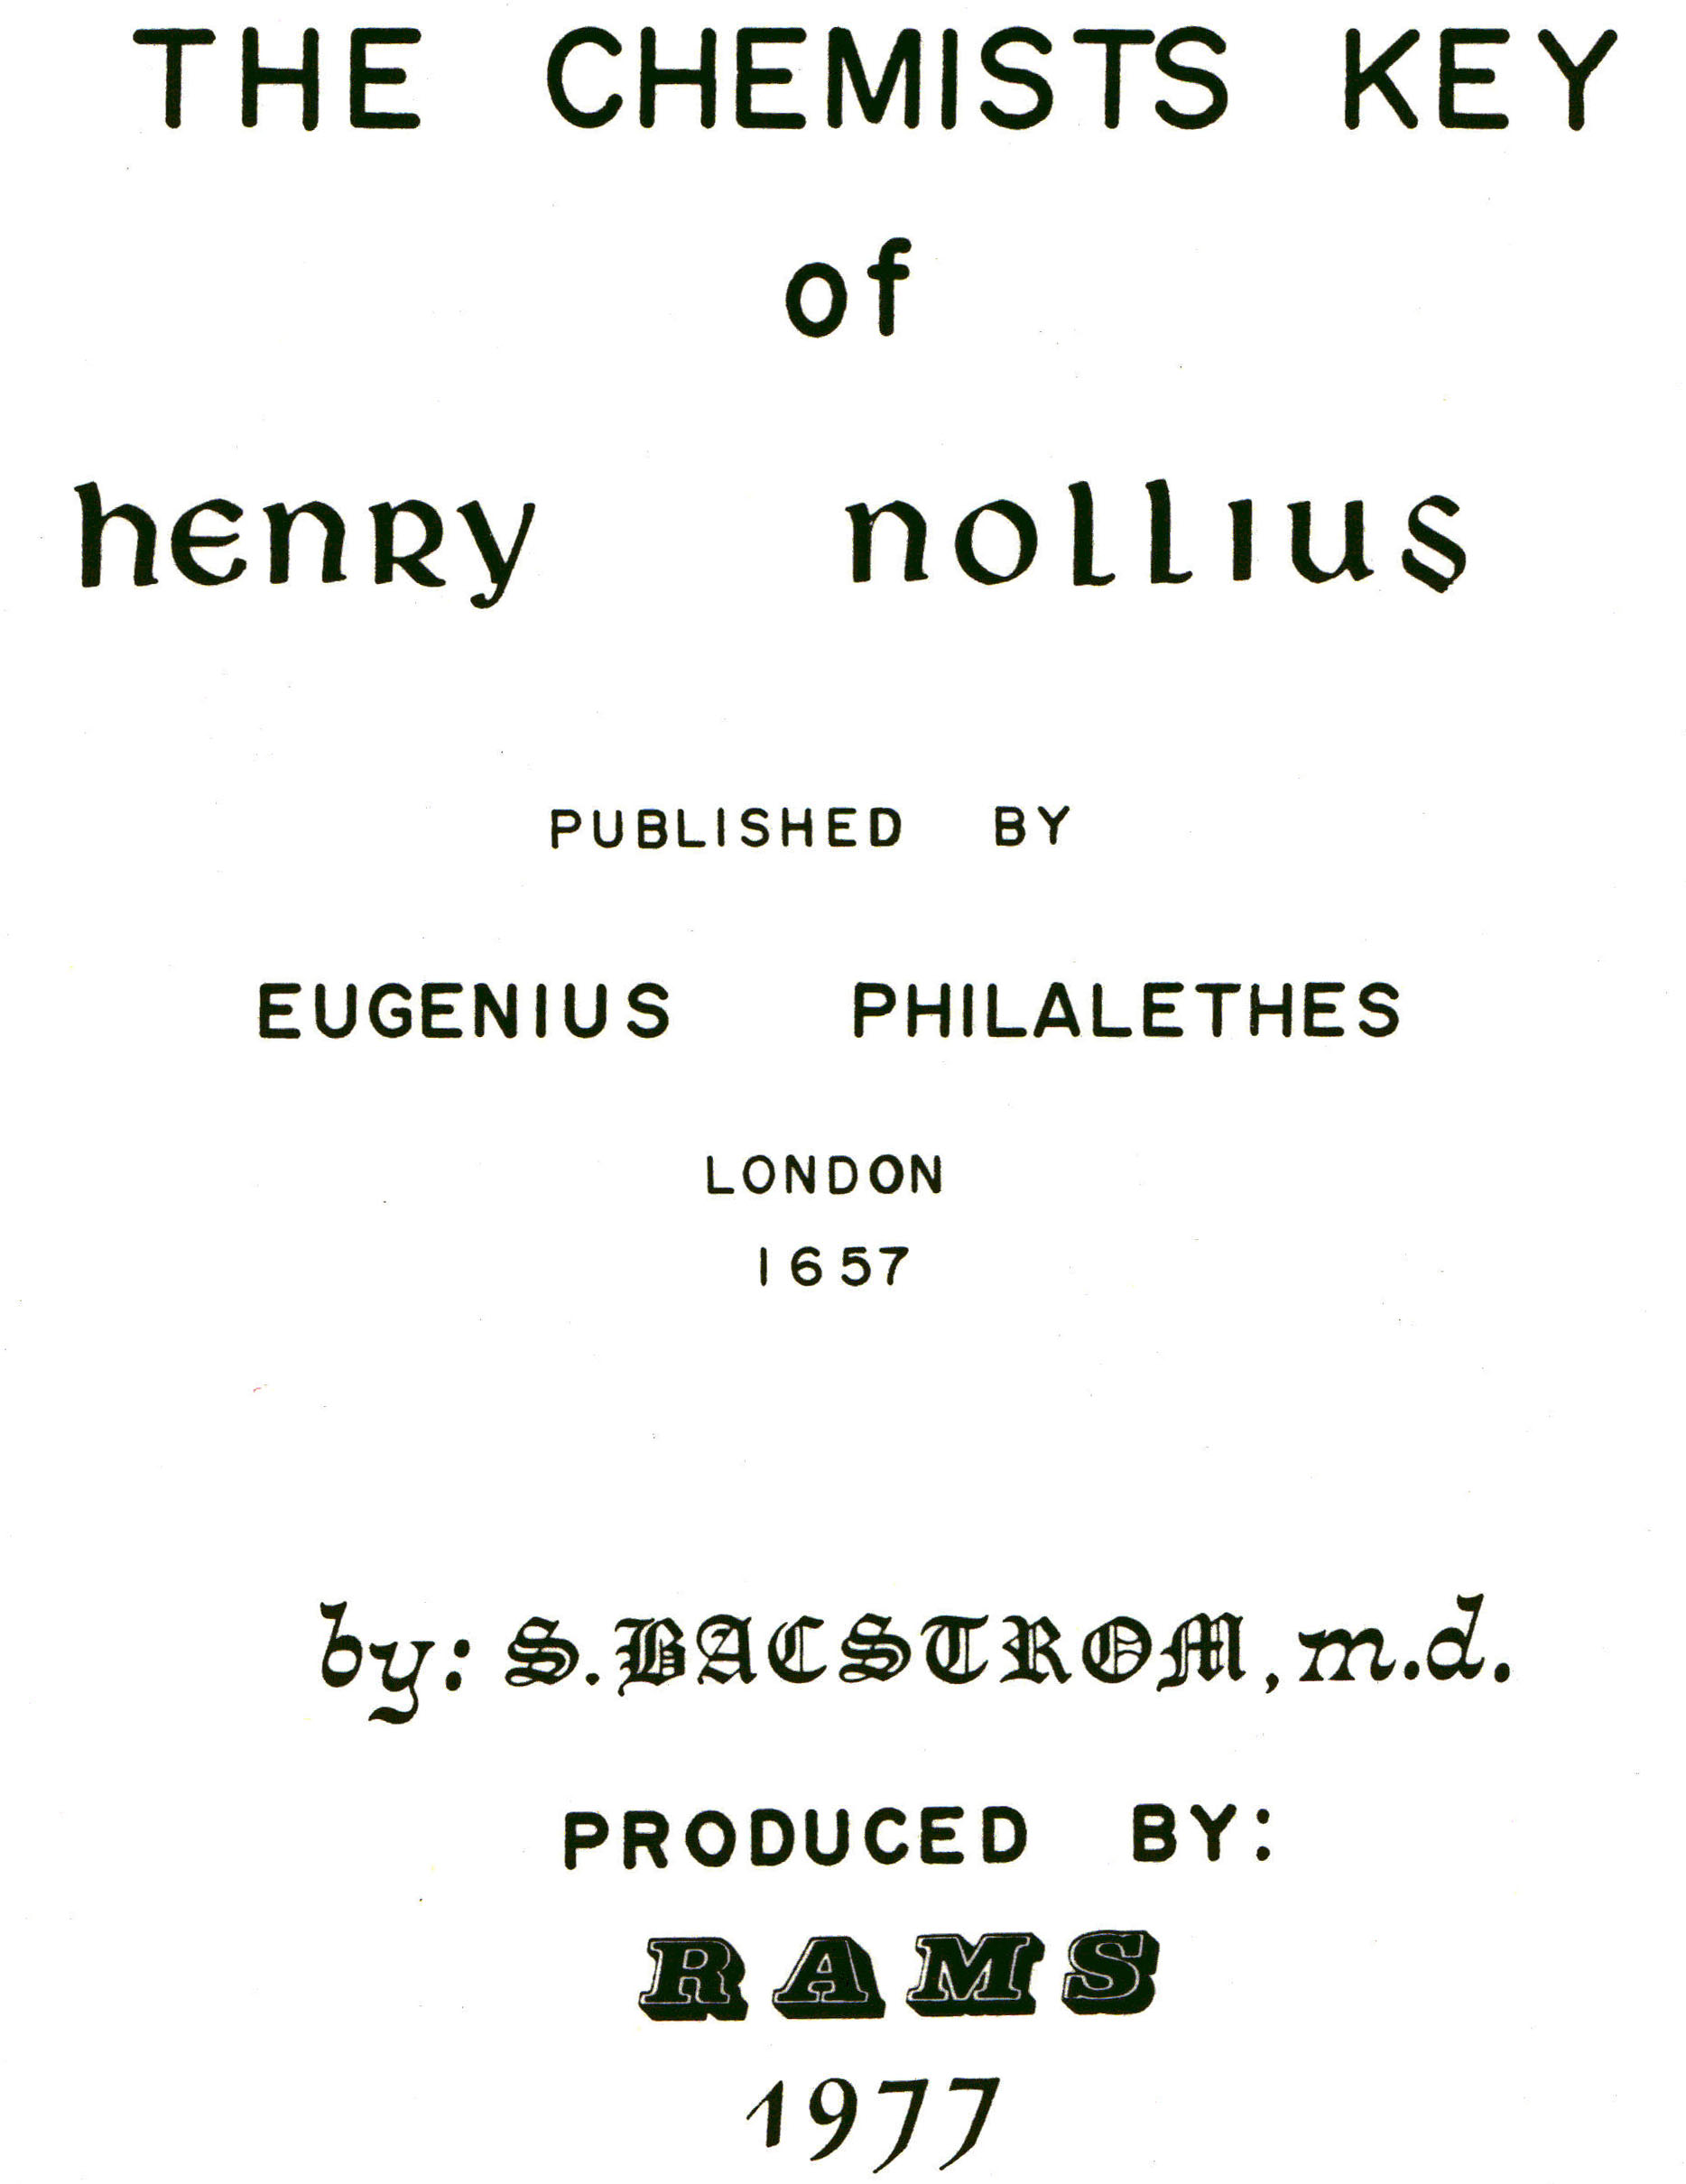 THE CHEMISTS KEY
of
henry nollius
PUBLISHED BY
EUGENIUS PHILALETHES
LONDON
1657
by: S. BACSTROM, m.d.
PRODUCED BY:
RAMS
1977